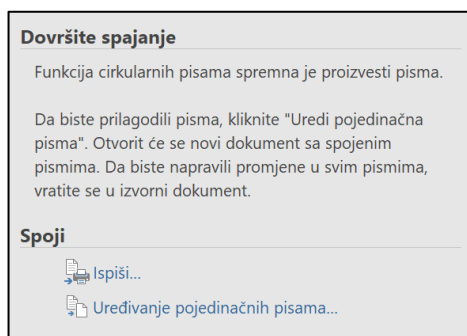 Dovršite spajanje
Funkcija cirkularnih pisama spremna je proizvesti pisma.
Da biste prilagodili pisma, kliknite "Uredi pojedinačna
pisma". Otvorit će se novi dokument sa spojenim
pismima. Da biste napravili promjene u svim pismima,
vratite se u izvorni dokument.
Spoji
Ispiši...
Uređivanje pojedinačnih pisama...